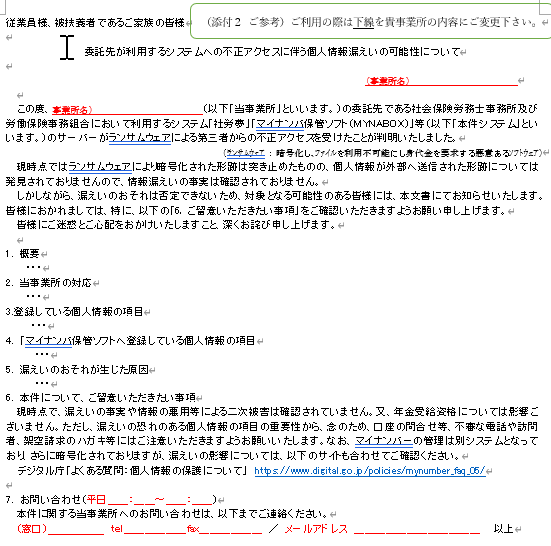 従業員様、被扶養者であるご家族の皆様
（添付２ ご参考）ご利用の際は下線を貴事業所の内容にご変更下さい。
委託先が利用するシステムへの不正アクセスに伴う個人情報漏えいの可能性について
（事業所名）
この度、事業所名）（以下「当事業所」といいます。）の委託先である社会保険労務士事務所及び
労働保険事務組合において利用するシステム「社労夢」「マイナンバ保管ソフト（MYNABOX）」等（以下「本件システム」とい
います。）のサーバーがランサムウェアによる第三者からの不正アクセスを受けたことが判明いたしました。
（ランサムウェア：暗号化し、ファイルを利用不可能にし身代金を要求する悪意あるソフトウェア）
現時点ではランサムウェアにより暗号化された形跡は突き止めたものの、個人情報が外部へ送信された形跡については
発見されておりませんので、情報漏えいの事実は確認されておりません。
しかしながら、漏えいのおそれは否定できないため、対象となる可能性のある皆様には、本文書にてお知らせいたします。
皆様におかれましては、特に、以下の「6．ご留意いただきたい事項」をご確認いただきますようお願い申し上げます。
皆様にご迷惑とご心配をおかけいたしますこと、深くお詫び申し上げます。
1．概要
・・・
2．当事業所の対応
・・・
3.登録している個人情報の項目
・・・
4．「マイナンバ保管ソフトへ登録している個人情報の項目
・・・
5．漏えいのおそれが生じた原因
・・・
6．本件について、ご留意いただきたい事項
現時点で、漏えいの事実や情報の悪用等による二次被害は確認されていません。又、年金受給資格については影響ご
ざいません。ただし、漏えいの恐れのある個人情報の項目の重要性から、念のため、口座の問合せ等、不審な電話や訪問
者、架空請求のハガキ等にはご注意いただきますようお願いいたします。なお、マイナンバーの管理は別システムとなって
おり、さらに暗号化されておりますが、漏えいの影響については、以下のサイトも合わせてご確認ください。
デジタル庁「よくある質問：個人情報の保護について」 https://www.digital.go.jp/policies/mynumber_faq_05/
7．お問い合わせ（平日＿＿：＿＿～＿＿：＿＿）
本件に関する当事業所へのお問い合わせは、以下までご連絡ください。
（窓口）＿＿＿＿＿ tel＿＿＿＿＿fax＿＿＿＿＿ ／ メールアドレス ＿＿＿＿＿＿＿＿＿＿ 以上